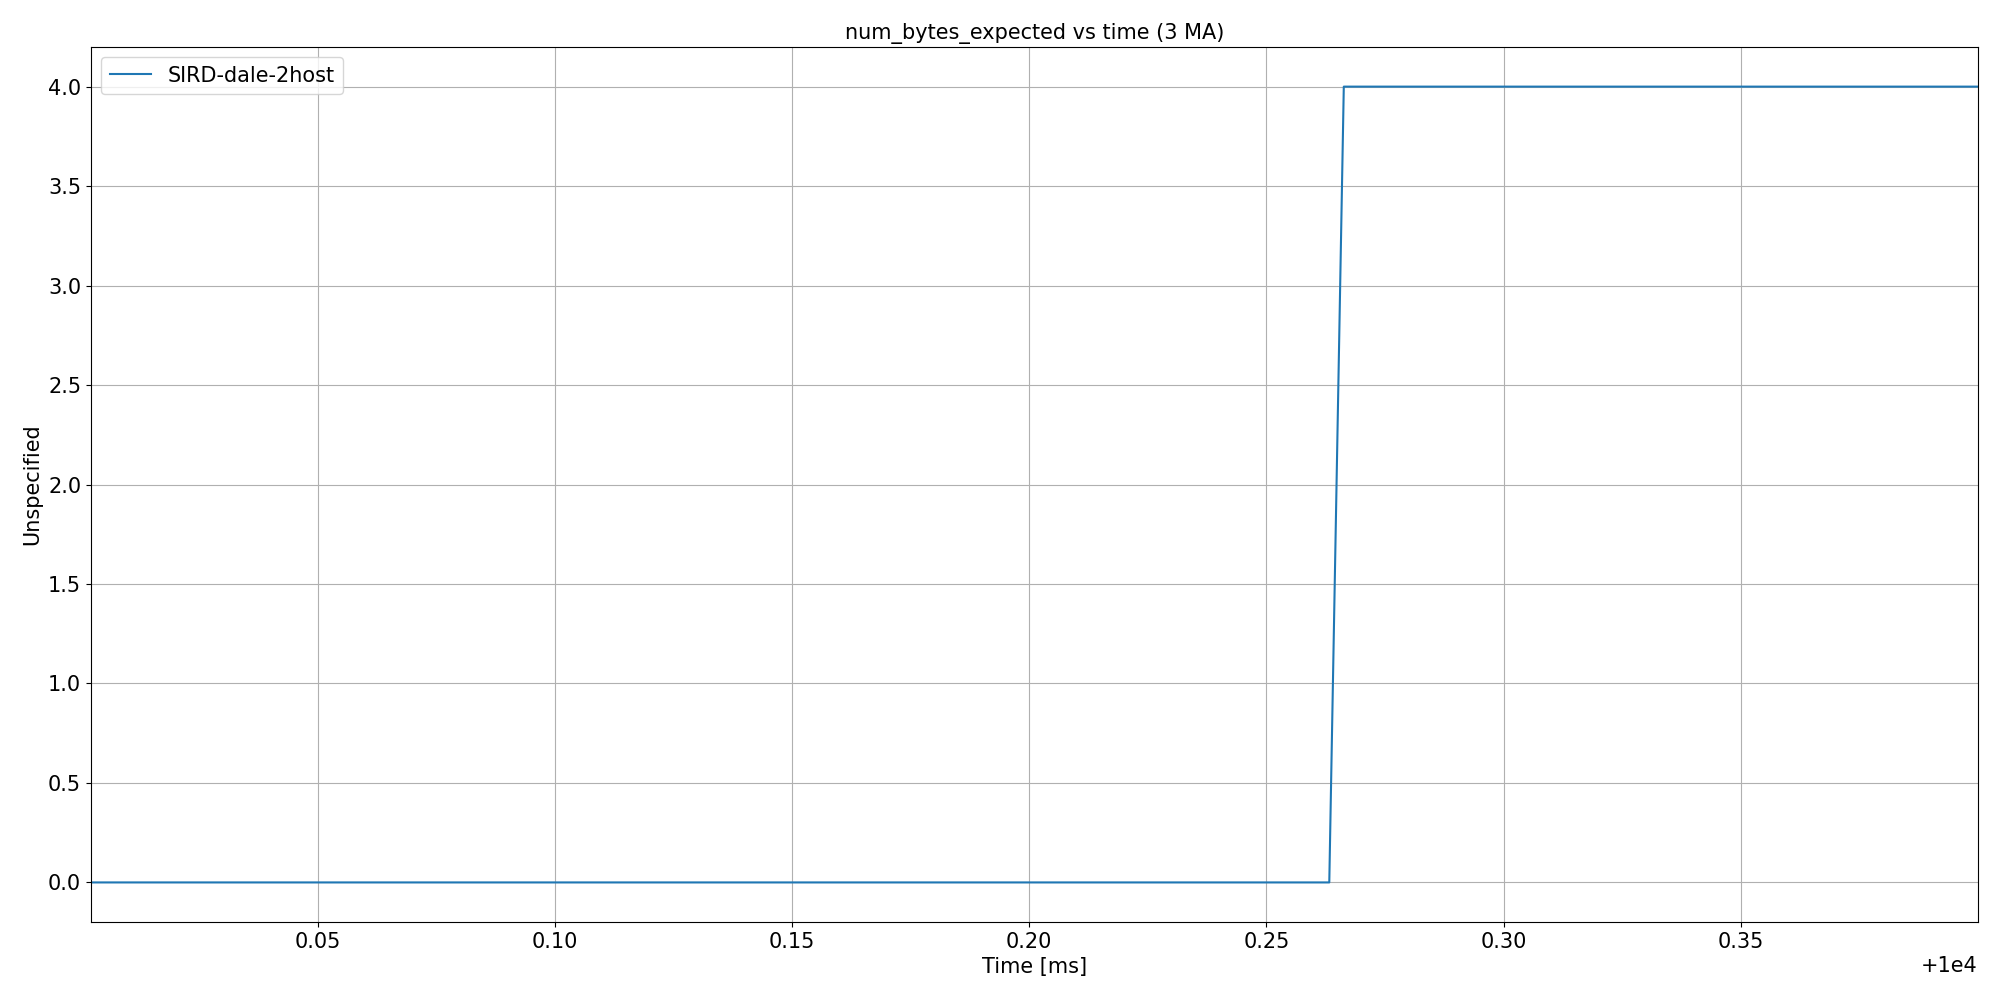 num_bytes_expected vs time (3 MA)
SIRD-dale-2host
4.0
3.5
3.0
2.5
2.0
1.5
1.0
0.5
0.0
Unspecified
0.05 0.10 0.15 0.20 0.25 0.30 0.35
Time [ms]
+1e4